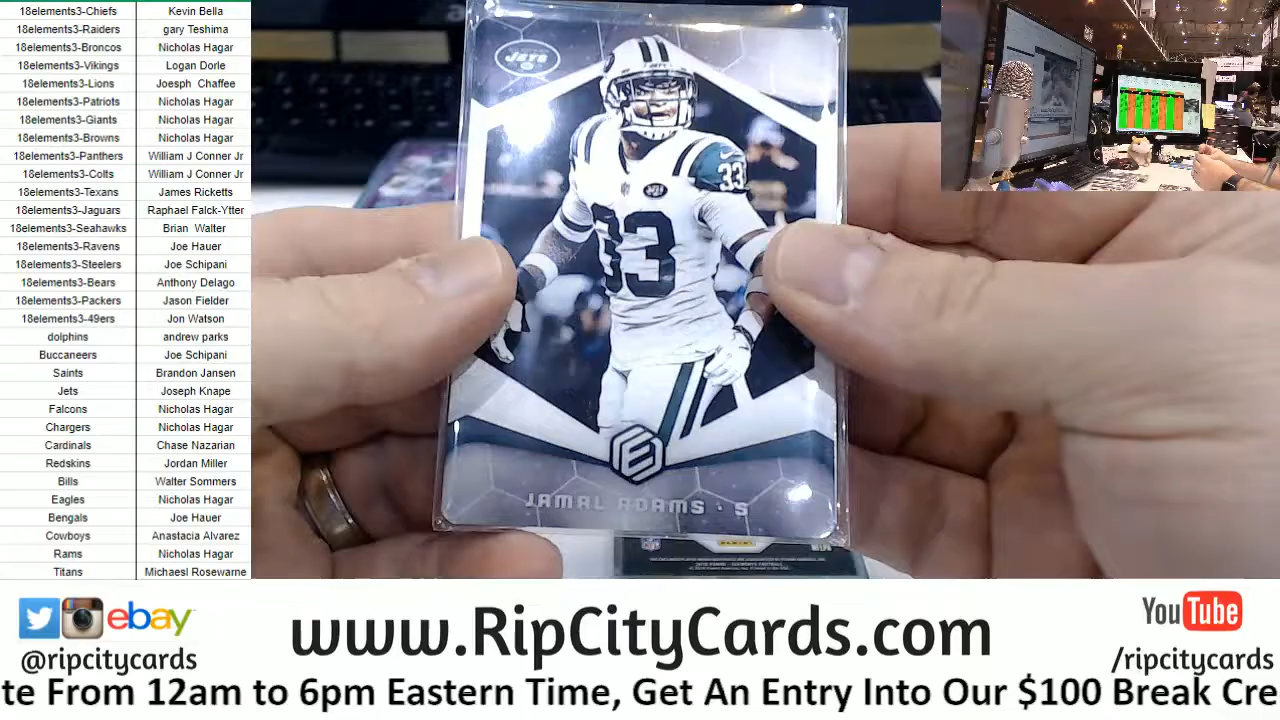 18elements3-Chiefs Kevin Bella
18elements3-Raiders gary Teshima
18elements3-Broncos Nicholas Hagar
18elements3-Vikings Logan Dorle
18elements3-Lions Joesph Chaffee
18elements3-Patriots Nicholas Hagar
18elements3-Giants Nicholas Hagar
18elements3-Browns Nicholas Hagar
18elements3-Panthers William J Conner Jr
18elements3-Colts William J Conner Jr
18elements3-Texans James Ricketts
18elements3-Jaguars Raphael Falck-Ytter
18elements3-Seahawks Brian Walter
18elements3-Ravens Joe Hauer
18elements3-Steelers Joe Schipani
18elements3-Bears Anthony Delago
18elements3-Packers Jason Fielder
18elements3-49ers Jon Watson
dolphins andrew parks
Buccaneers Joe Schipani
Saints Brandon Jansen
Jets Joseph Knape
Falcons Nicholas Hagar
Chargers Nicholas Hagar
Cardinals Chase Nazarian
Redskins Jordan Miller
Bills Walter Sommers
Eagles Nicholas Hagar
Bengals Joe Hauer
Cowboys Anastacia Alvarez
Rams Nicholas Hagar
Titans Michaesl Rosewarne
JETS
33
33
E
JAMAL ADAMS · S
ebay
@ripcitycards
www.RipCityCards.com
YouTube
/ripcitycards
te From 12am to 6pm Eastern Time, Get An Entry Into Our $100 Break Cre